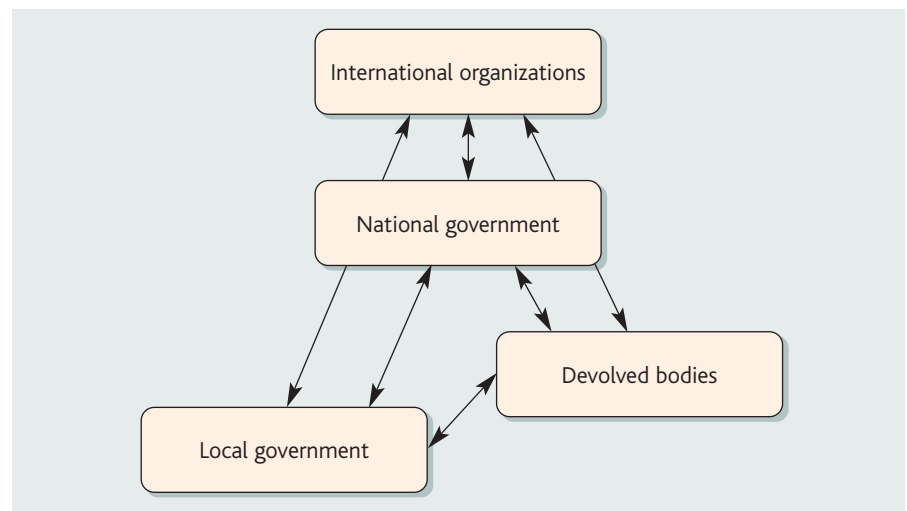 International organizations
National government
Devolved bodies
Local government